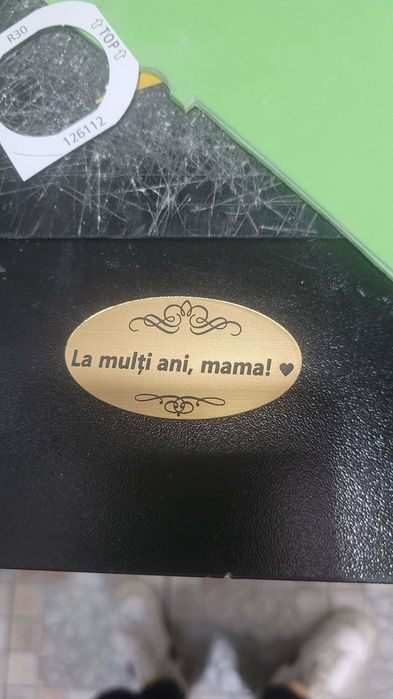 R30
⇧TOP⇧
126112
La mulți ani, mama! ♥